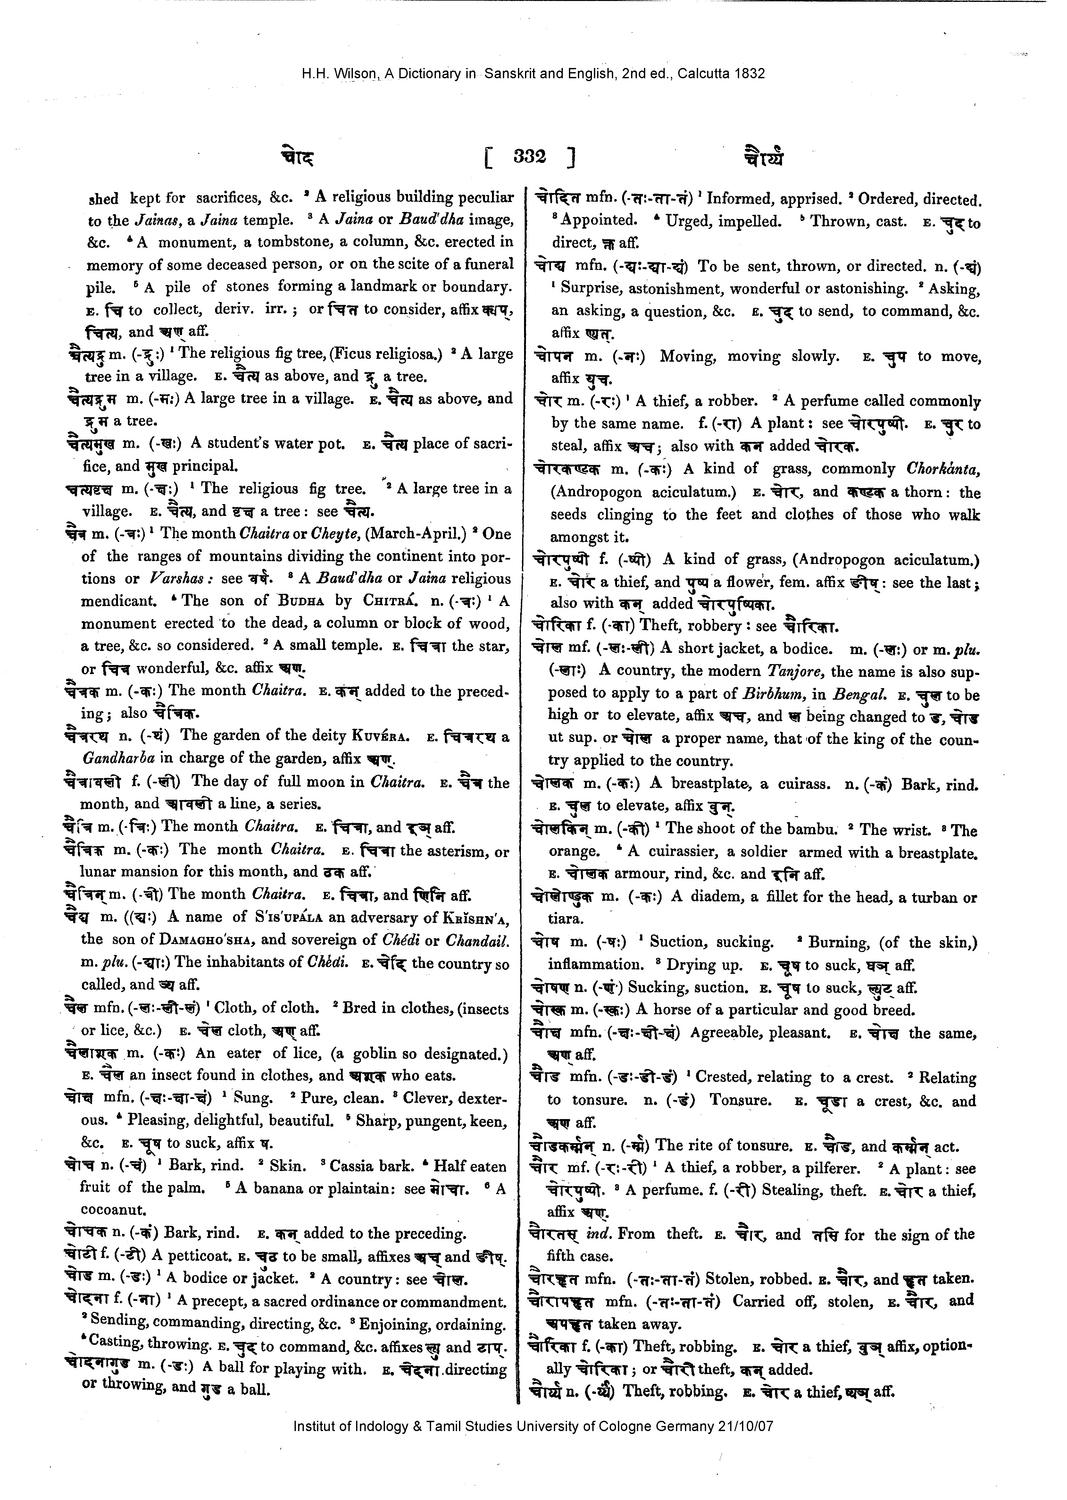 H.H. Wilson, A Dictionary in Sanskrit and English, 2nd ed., Calcutta 1832
चोद [ 332 ] चौर्य्य
shed kept for sacrifices, &c. ² A religious building peculiar
to the Jainas, a Jaina temple. ³ A Jaina or Baud'dha image,
&c. ⁴ A monument, a tombstone, a column, &c. erected in
memory of some deceased person, or on the scite of a funeral
pile. ⁵ A pile of stones forming a landmark or boundary.
E. चि to collect, deriv. irr. ; or चित to consider, affix क्यप्,
चित्य, and अण् aff.
चैत्यद्रु m. (-द्रुः) ¹ The religious fig tree, (Ficus religiosa.) ² A large
tree in a village. E. चैत्य as above, and द्रु a tree.
चैत्यद्रुम m. (-मः) A large tree in a village. E. चैत्य as above, and
द्रुम a tree.
चैत्यमुख m. (-खः) A student's water pot. E. चैत्य place of sacri-
fice, and मुख principal.
चैत्यवृक्ष m. (-क्षः) ¹ The religious fig tree. ² A large tree in a
village. E. चैत्य, and वृक्ष a tree : see चैत्य.
चैत्र m. (-त्रः) ¹ The month Chaitra or Cheyte, (March-April.) ² One
of the ranges of mountains dividing the continent into por-
tions or Varshas : see वर्ष. ³ A Baud'dha or Jaina religious
mendicant. ⁴ The son of BUDHA by CHITRÁ. n. (-त्रं) ¹ A
monument erected to the dead, a column or block of wood,
a tree, &c. so considered. ² A small temple. E. चित्रा the star,
or चित्र wonderful, &c. affix अण्.
चैत्रक m. (-कः) The month Chaitra. E. कन् added to the preced-
ing ; also चैत्रिक.
चैत्ररथ n. (-थं) The garden of the deity KUVÉRA. E. चित्ररथ a
Gandharba in charge of the garden, affix अण्.
चैत्रावली f. (-ली) The day of full moon in Chaitra. E. चैत्र the
month, and आवली a line, a series.
चैत्रि m. (-त्रिः) The month Chaitra. E. चित्रा, and इञ् aff.
चैत्रिक m. (-कः) The month Chaitra. E. चित्रा the asterism, or
lunar mansion for this month, and ठक aff.
चैत्रिन् m. (-त्री) The month Chaitra. E. चित्रा, and णिनि aff.
चैद्य m. ((द्यः) A name of S'IS'UPÁLA an adversary of KRĬSHN'A,
the son of DAMAGHO'SHA, and sovereign of Chédi or Chandail.
m. plu. (-द्याः) The inhabitants of Chédi. E. चेदि the country so
called, and ञ्य aff.
चैल mfn. (-लः-ली-लं) ¹ Cloth, of cloth. ² Bred in clothes, (insects
or lice, &c.) E. चेल cloth, अण् aff.
चैलाशक m. (-कः) An eater of lice, (a goblin so designated.)
E. चैल an insect found in clothes, and अशक who eats.
चोक्ष mfn. (-क्षः-क्षा-क्षं) ¹ Sung. ² Pure, clean. ³ Clever, dexter-
ous. ⁴ Pleasing, delightful, beautiful. ⁵ Sharp, pungent, keen,
&c. E. चूष to suck, affix ष.
चोच n. (-चं) ¹ Bark, rind. ² Skin. ³ Cassia bark. ⁴ Half eaten
fruit of the palm. ⁵ A banana or plaintain : see मोचा. ⁶ A
cocoanut.
चोचक n. (-कं) Bark, rind. E. कन् added to the preceding.
चोटी f. (-टी) A petticoat. E. चट to be small, affixes अच् and ङीष्.
चोड m. (-डः) ¹ A bodice or jacket. ² A country : see चोल.
चोदना f. (-ना) ¹ A precept, a sacred ordinance or commandment.
² Sending, commanding, directing, &c. ³ Enjoining, ordaining.
⁴ Casting, throwing. E. चुद् to command, &c. affixes ल्यु and टाप्.
चोदनागुड m. (-डः) A ball for playing with. E. चोदना directing
or throwing, and गुड a ball.
चोदित mfn. (-तः-ता-तं) ¹ Informed, apprised. ² Ordered, directed.
³ Appointed. ⁴ Urged, impelled. ⁵ Thrown, cast. E. चुद् to
direct, क्त aff.
चोद्य mfn. (-द्यः-द्या-द्यं) To be sent, thrown, or directed. n. (-द्यं)
¹ Surprise, astonishment, wonderful or astonishing. ² Asking,
an asking, a question, &c. E. चुद् to send, to command, &c.
affix ण्यत्.
चोपन m. (-नः) Moving, moving slowly. E. चुप to move,
affix युच्.
चोर m. (-रः) ¹ A thief, a robber. ² A perfume called commonly
by the same name. f. (-रा) A plant : see चोरपुष्पी. E. चुर to
steal, affix अच ; also with कन added चोरक.
चोरकण्टक m. (-कः) A kind of grass, commonly Chorkánta,
(Andropogon aciculatum.) E. चोर, and कण्टक a thorn : the
seeds clinging to the feet and clothes of those who walk
amongst it.
चोरपुष्पी f. (-ष्पी) A kind of grass, (Andropogon aciculatum.)
E. चोर a thief, and पुष्प a flower, fem. affix ङीष् : see the last ;
also with कन् added चोरपुष्पिका.
चोरिका f. (-का) Theft, robbery : see चौरिका.
चोल mf. (-लः-ली) A short jacket, a bodice. m. (-लः) or m. plu.
(-लाः) A country, the modern Tanjore, the name is also sup-
posed to apply to a part of Birbhum, in Bengal. E. चुल to be
high or to elevate, affix अच, and ल being changed to ड, चोड
ut sup. or चोल a proper name, that of the king of the coun-
try applied to the country.
चोलक m. (-कः) A breastplate, a cuirass. n. (-कं) Bark, rind.
E. चुल to elevate, affix वुन्.
चोलकिन् m. (-की) ¹ The shoot of the bambu. ² The wrist. ³ The
orange. ⁴ A cuirassier, a soldier armed with a breastplate.
E. चोलक armour, rind, &c. and इनि aff.
चोलोण्डुक m. (-कः) A diadem, a fillet for the head, a turban or
tiara.
चोष m. (-षः) ¹ Suction, sucking. ² Burning, (of the skin,)
inflammation. ³ Drying up. E. चूष to suck, घञ् aff.
चोषण n. (-णं) Sucking, suction. E. चूष to suck, ल्युट् aff.
चोस्क m. (-स्कः) A horse of a particular and good breed.
चौक्ष mfn. (-क्षः-क्षी-क्षं) Agreeable, pleasant. E. चोक्ष the same,
अण् aff.
चौड mfn. (-डः-डी-डं) ¹ Crested, relating to a crest. ² Relating
to tonsure. n. (-डं) Tonsure. E. चूडा a crest, &c. and
अण् aff.
चौडकर्म्मन् n. (-र्म्म) The rite of tonsure. E. चौड, and कर्म्मन् act.
चौर mf. (-रः-री) ¹ A thief, a robber, a pilferer. ² A plant : see
चोरपुष्पी. ³ A perfume. f. (-री) Stealing, theft. E. चोर a thief,
affix अण्.
चौरतस् ind. From theft. E. चौर, and तसि for the sign of the
fifth case.
चौरहृत mfn. (-तः-ता-तं) Stolen, robbed. E. चौर, and हृत taken.
चौरापहृत mfn. (-तः-ता-तं) Carried off, stolen, E. चौर, and
अपहृत taken away.
चौरिका f. (-का) Theft, robbing. E. चोर a thief, वुञ् affix, option-
ally चोरिका ; or चौरी theft, कन् added.
चौर्य्य n. (-र्य्यं) Theft, robbing. E. चोर a thief, ष्यञ् aff.
Institut of Indology & Tamil Studies University of Cologne Germany 21/10/07